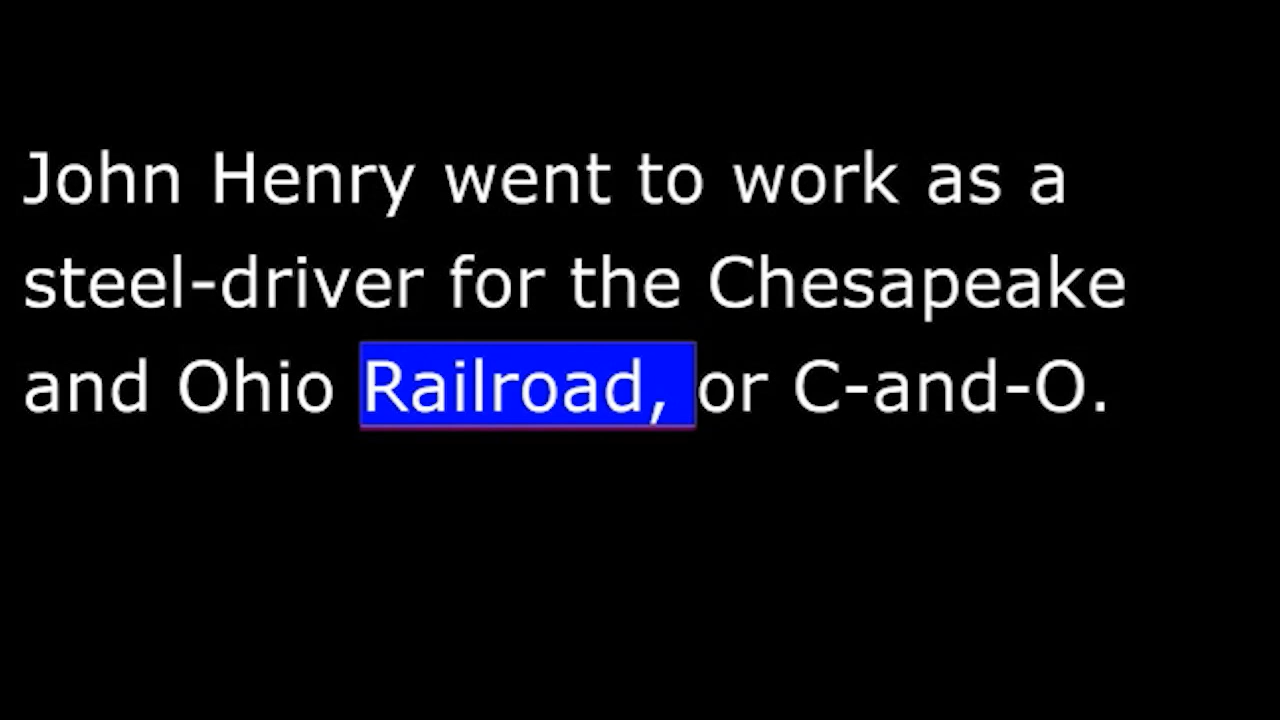 John Henry went to work as a
steel-driver for the Chesapeake
and Ohio Railroad, or C-and-O.